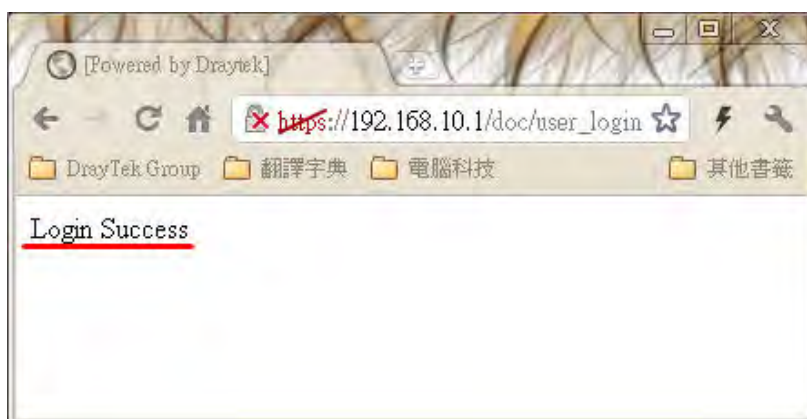 [Powered by Draytek]
https://192.168.10.1/doc/user_login
DrayTek Group 翻譯字典 電腦科技 其他書籤
Login Success